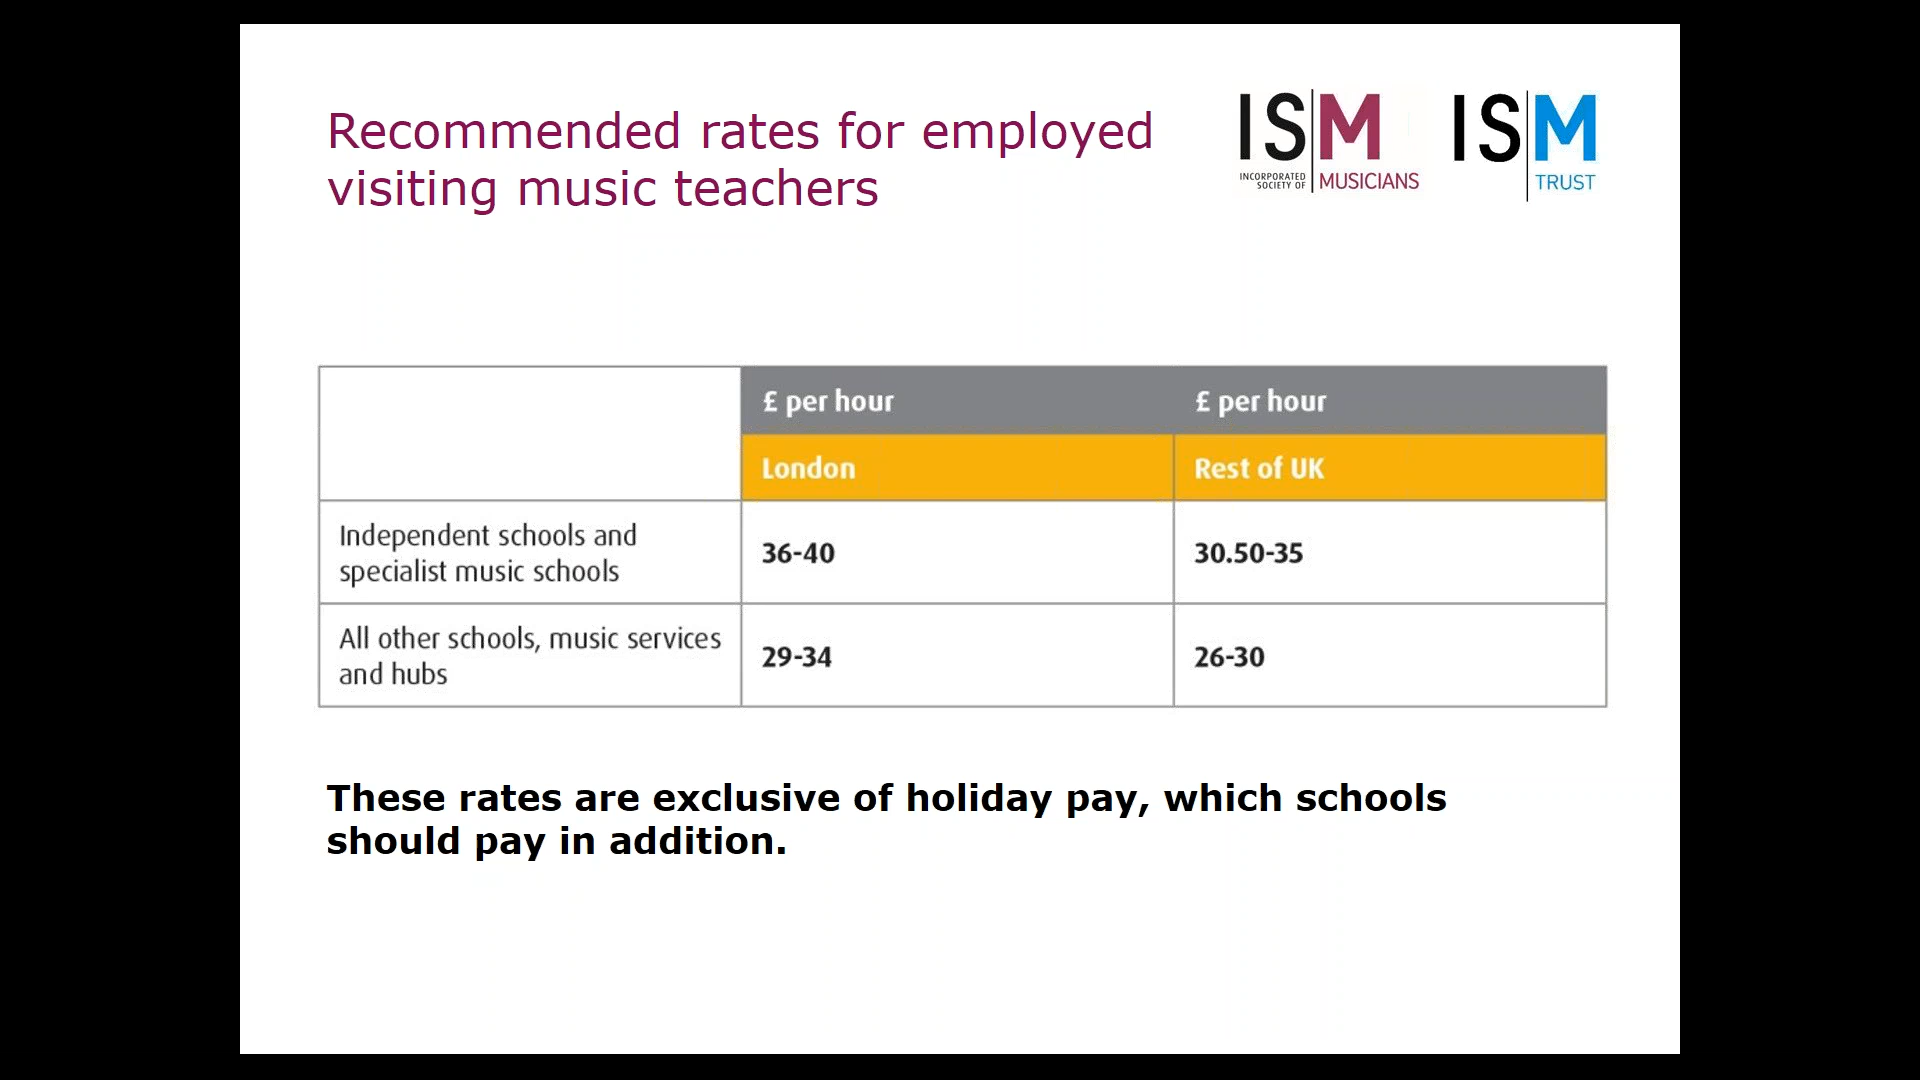 Recommended rates for employed
visiting music teachers
ISM
INCORPORATED
SOCIETY OF
MUSICIANS
ISM
TRUST
£ per hour
£ per hour
London
Rest of UK
Independent schools and
specialist music schools
36-40
30.50-35
All other schools, music services
and hubs
29-34
26-30
These rates are exclusive of holiday pay, which schools
should pay in addition.